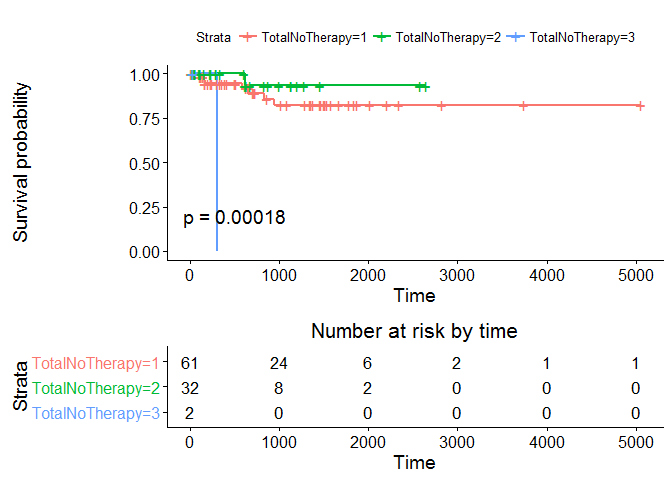 Strata TotalNoTherapy=1 TotalNoTherapy=2 TotalNoTherapy=3
Survival probability
1.00
0.75
0.50
0.25
0.00
p = 0.00018
0 1000 2000 3000 4000 5000
Time
Number at risk by time
Strata
TotalNoTherapy=1 61 24 6 2 1 1
TotalNoTherapy=2 32 8 2 0 0 0
TotalNoTherapy=3 2 0 0 0 0 0
0 1000 2000 3000 4000 5000
Time